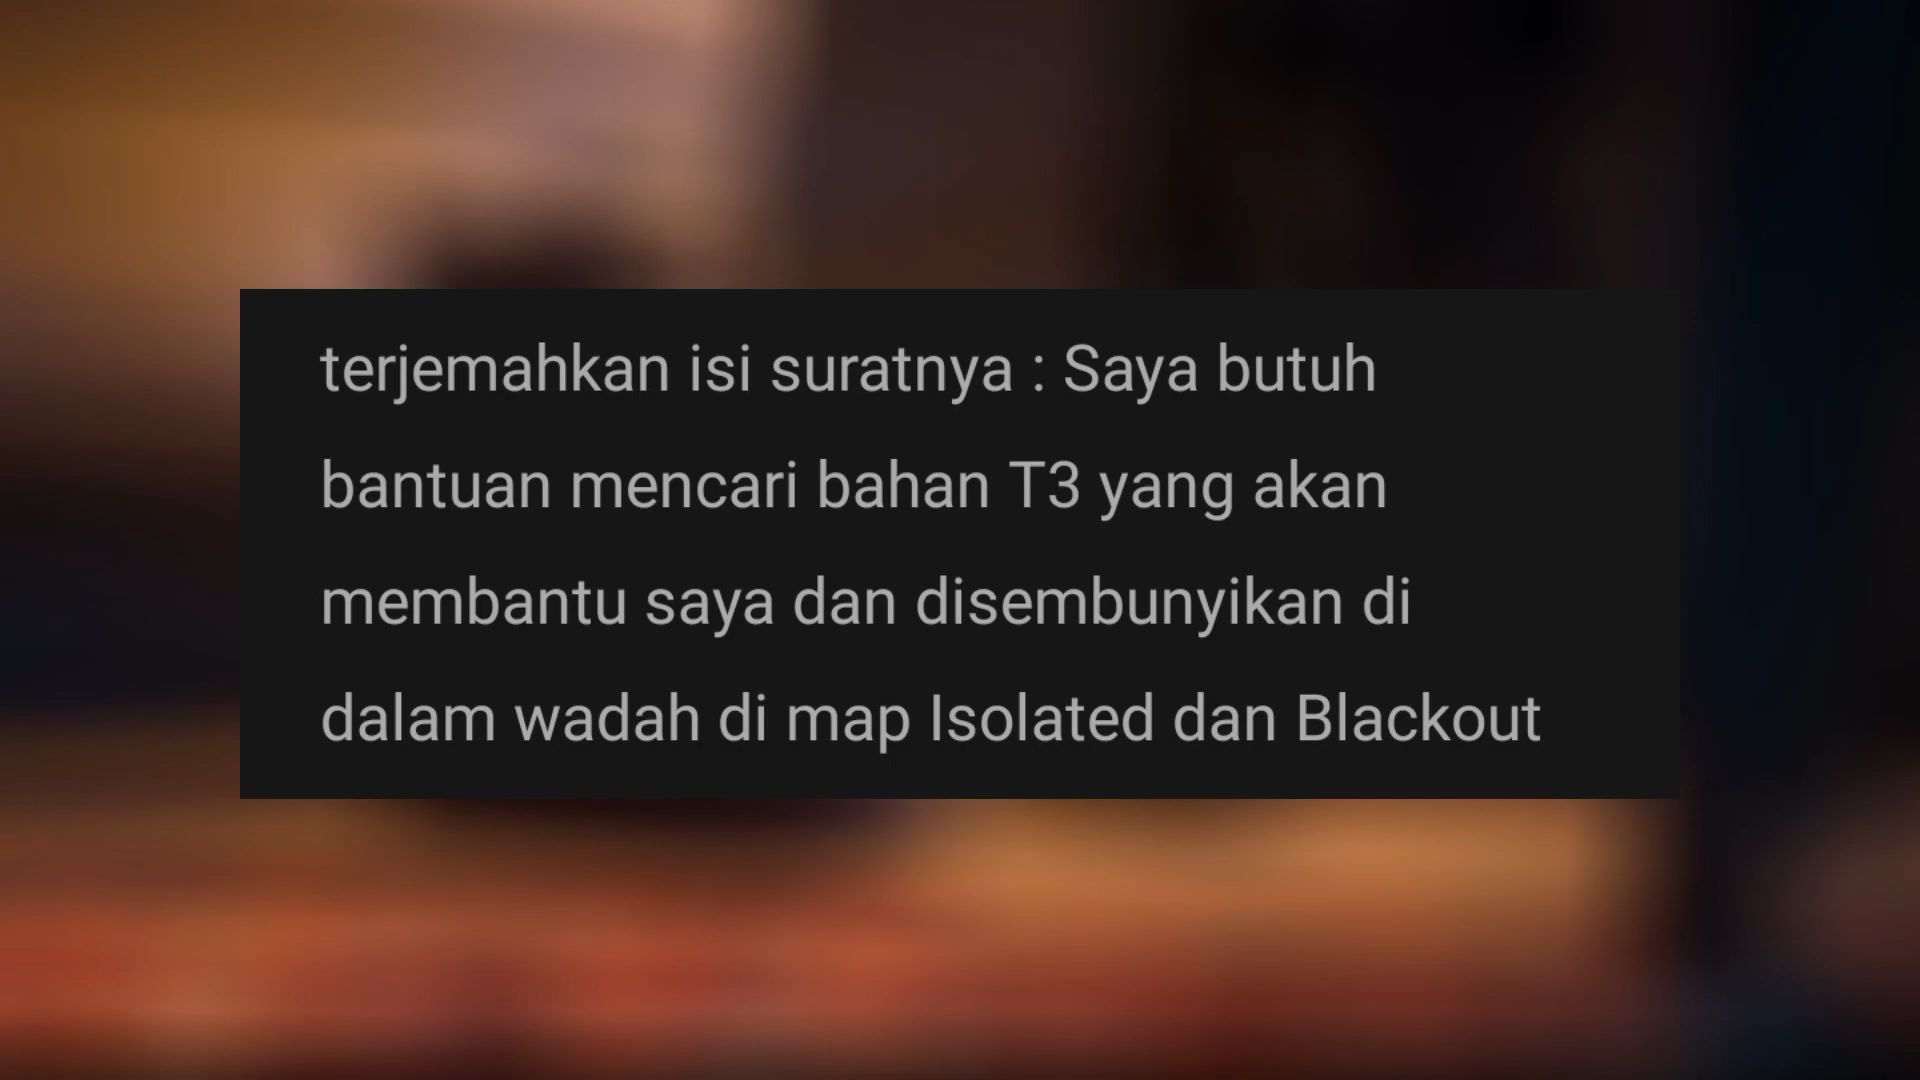 terjemahkan isi suratnya : Saya butuh
bantuan mencari bahan T3 yang akan
membantu saya dan disembunyikan di
dalam wadah di map Isolated dan Blackout